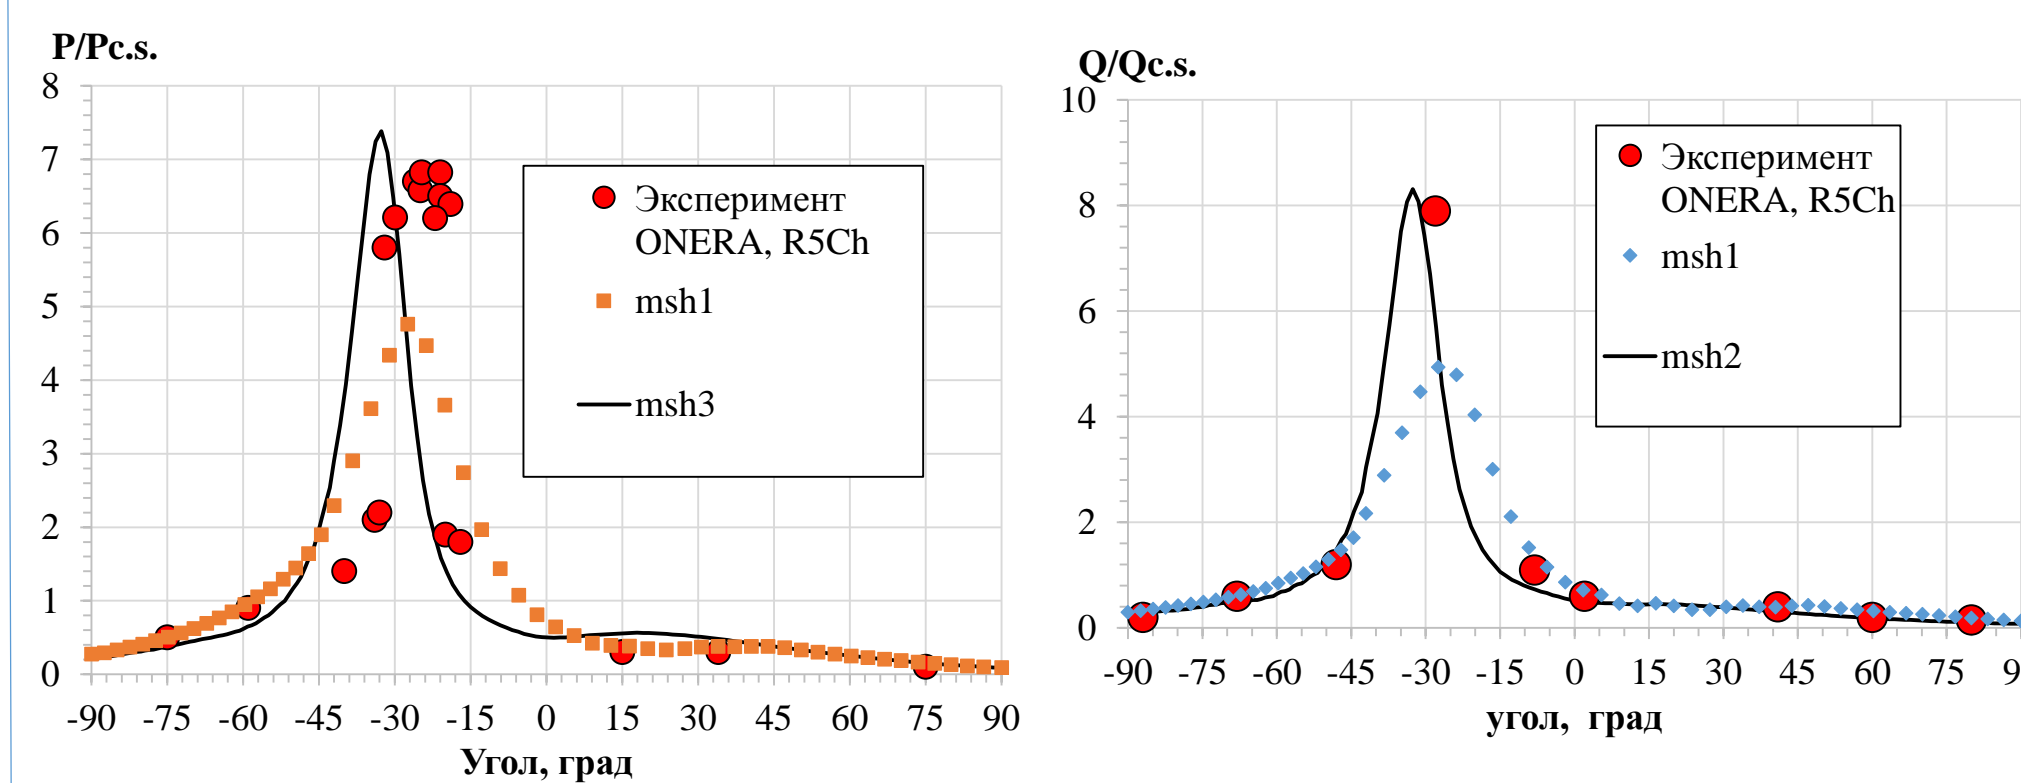 P/Pc.s.
8
7
6
5
4
3
2
1
0
-90 -75 -60 -45 -30 -15 0 15 30 45 60 75 90
Угол, град
Эксперимент
ONERA, R5Ch
msh1
msh3
Q/Qc.s.
10
8
6
4
2
0
-90 -75 -60 -45 -30 -15 0 15 30 45 60 75 90
угол, град
Эксперимент
ONERA, R5Ch
msh1
msh2